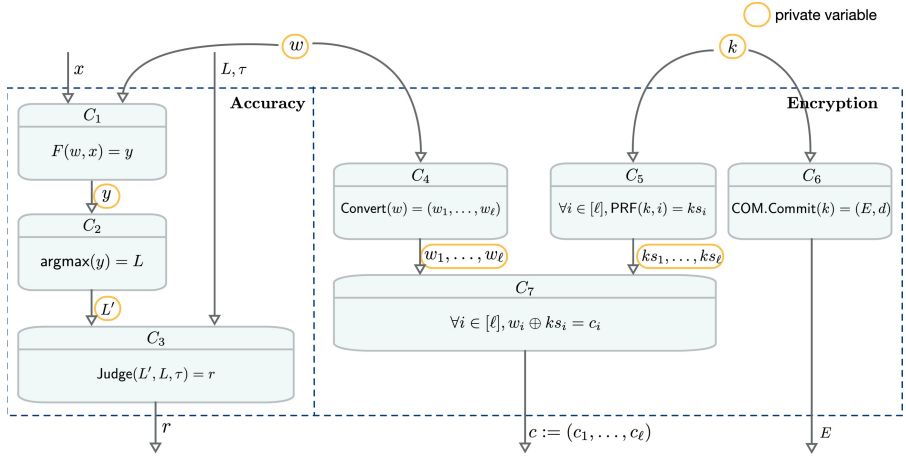 private variable
w
k
x
L, τ
Accuracy
Encryption
C₁
F(w, x) = y
y
C₂
argmax(y) = L
L′
C₃
Judge(L′, L, τ) = r
r
C₄
Convert(w) = (w₁, . . . , wℓ)
w₁, . . . , wℓ
C₅
∀i ∈ [ℓ], PRF(k, i) = ksᵢ
ks₁, . . . , ksℓ
C₆
COM.Commit(k) = (E, d)
C₇
∀i ∈ [ℓ], wᵢ ⊕ ksᵢ = cᵢ
c := (c₁, . . . , cℓ)
E